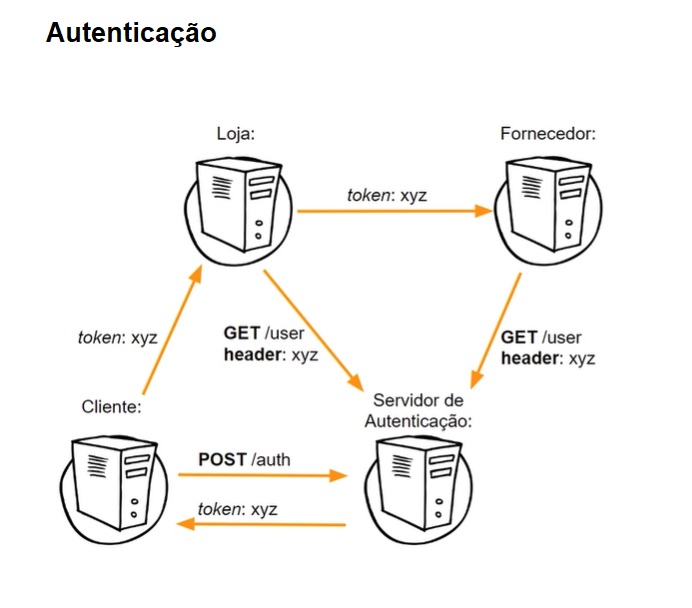 Autenticação
Loja:
Fornecedor:
token: xyz
token: xyz
GET /user
header: xyz
GET /user
header: xyz
Cliente:
Servidor de
Autenticação:
POST /auth
token: xyz